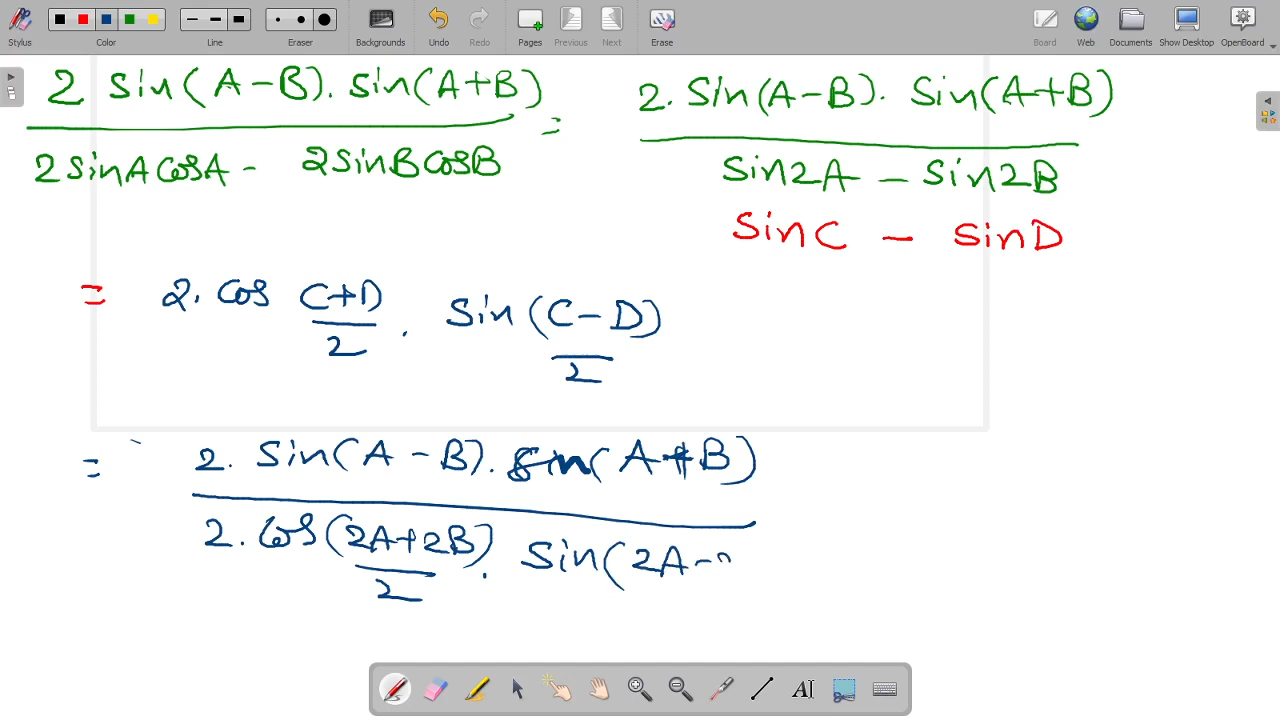 Stylus Color Line Eraser Backgrounds Undo Redo Pages Previous Next Erase Board Web Documents Show Desktop OpenBoard
2 sin(A-B). sin(A+B) = 2. Sin(A-B). Sin(A+B)
2sinAcosA - 2sinBcosB Sin2A - Sin2B
SinC - sinD
= 2. cos C+D . Sin (C-D)
2 2
= 2. Sin(A-B). Sin(A+B)
2. Cos(2A+2B) . Sin(2A-
2